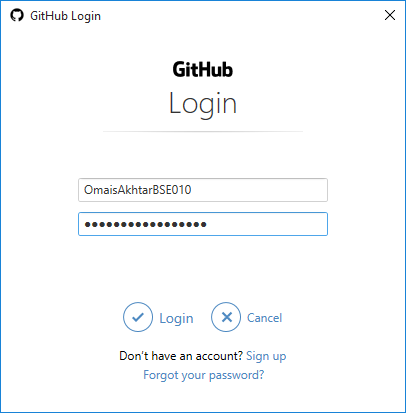 GitHub Login
GitHub
Login
OmaisAkhtarBSE010
●●●●●●●●●●●●●●●●●
Login Cancel
Don't have an account? Sign up
Forgot your password?